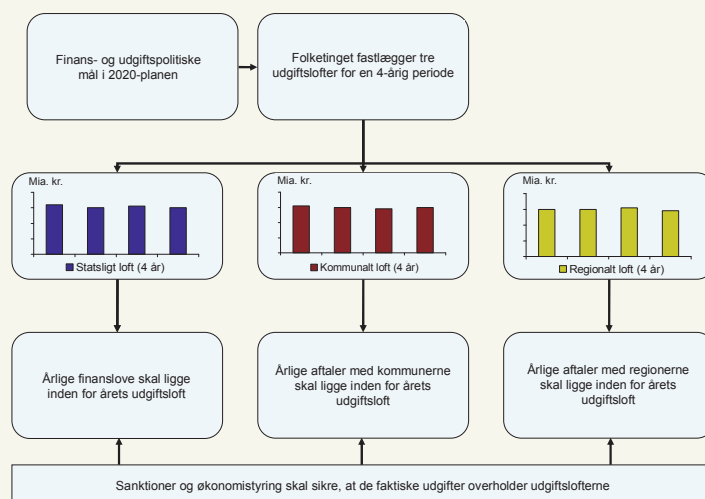 Finans- og udgiftspolitiske
mål i 2020-planen
Folketinget fastlægger tre
udgiftslofter for en 4-årig periode
Mia. kr.
Statsligt loft (4 år)
Mia. kr.
Kommunalt loft (4 år)
Mia. kr.
Regionalt loft (4 år)
Årlige finanslove skal ligge
inden for årets udgiftsloft
Årlige aftaler med kommunerne
skal ligge inden for årets
udgiftsloft
Årlige aftaler med regionerne
skal ligge inden for årets
udgiftsloft
Sanktioner og økonomistyring skal sikre, at de faktiske udgifter overholder udgiftslofterne